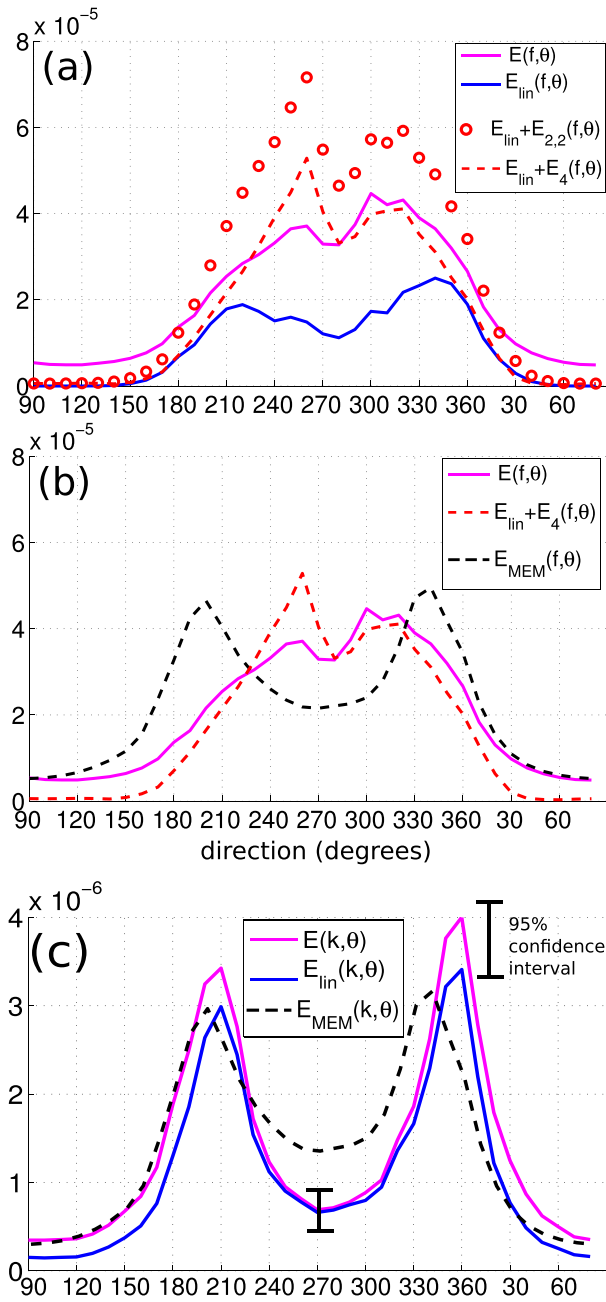 x 10⁻⁵
(a)
8
6
4
2
0
E(f,θ)
E_lin(f,θ)
E_lin+E_2,2(f,θ)
E_lin+E_4(f,θ)
90 120 150 180 210 240 270 300 330 360 30 60
x 10⁻⁵
(b)
8
6
4
2
0
E(f,θ)
E_lin+E_4(f,θ)
E_MEM(f,θ)
90 120 150 180 210 240 270 300 330 360 30 60
direction (degrees)
x 10⁻⁶
(c)
4
3
2
1
0
E(k,θ)
E_lin(k,θ)
E_MEM(k,θ)
95%
confidence
interval
90 120 150 180 210 240 270 300 330 360 30 60